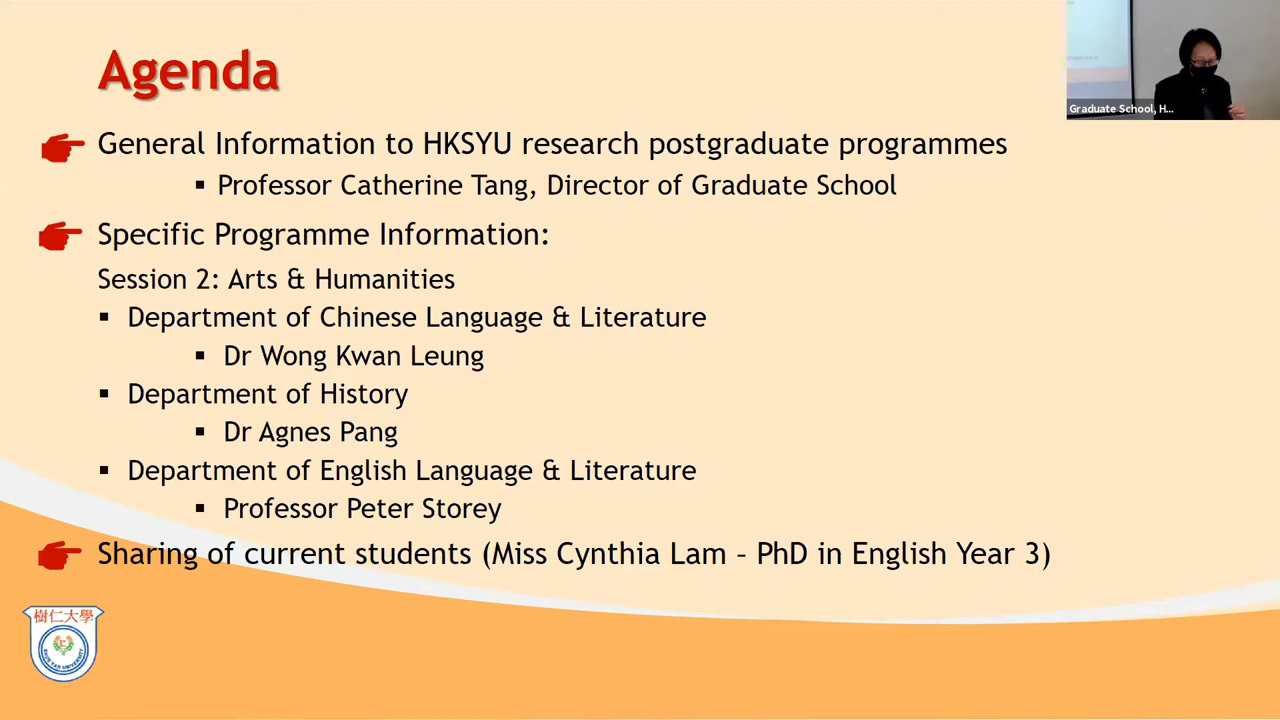 Agenda
Graduate School, H...
General Information to HKSYU research postgraduate programmes
Professor Catherine Tang, Director of Graduate School
Specific Programme Information:
Session 2: Arts & Humanities
Department of Chinese Language & Literature
Dr Wong Kwan Leung
Department of History
Dr Agnes Pang
Department of English Language & Literature
Professor Peter Storey
Sharing of current students (Miss Cynthia Lam – PhD in English Year 3)
樹仁大學
SHUE YAN UNIVERSITY